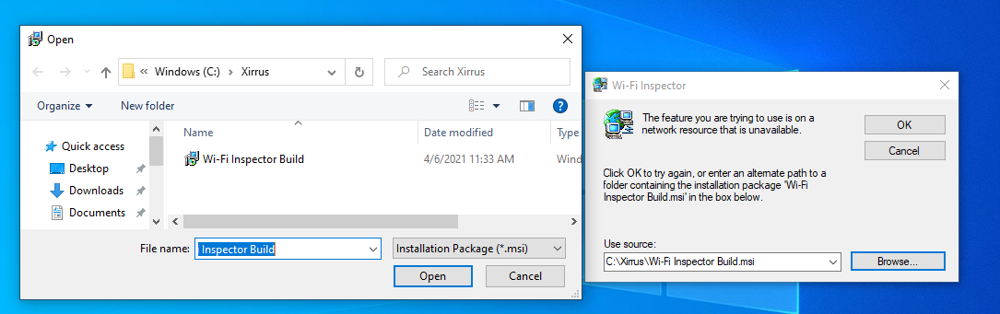 Open
« Windows (C:) > Xirrus
Search Xirrus
Organize
New folder
?
Name
Date modified
Type
Quick access
Desktop
Downloads
Documents
Wi-Fi Inspector Build
4/6/2021 11:33 AM
Wind
File name:
Inspector Build
Installation Package (*.msi)
Open
Cancel
Wi-Fi Inspector
The feature you are trying to use is on a
network resource that is unavailable.
OK
Cancel
Click OK to try again, or enter an alternate path to a
folder containing the installation package 'Wi-Fi
Inspector Build.msi' in the box below.
Use source:
C:\Xirrus\Wi-Fi Inspector Build.msi
Browse...